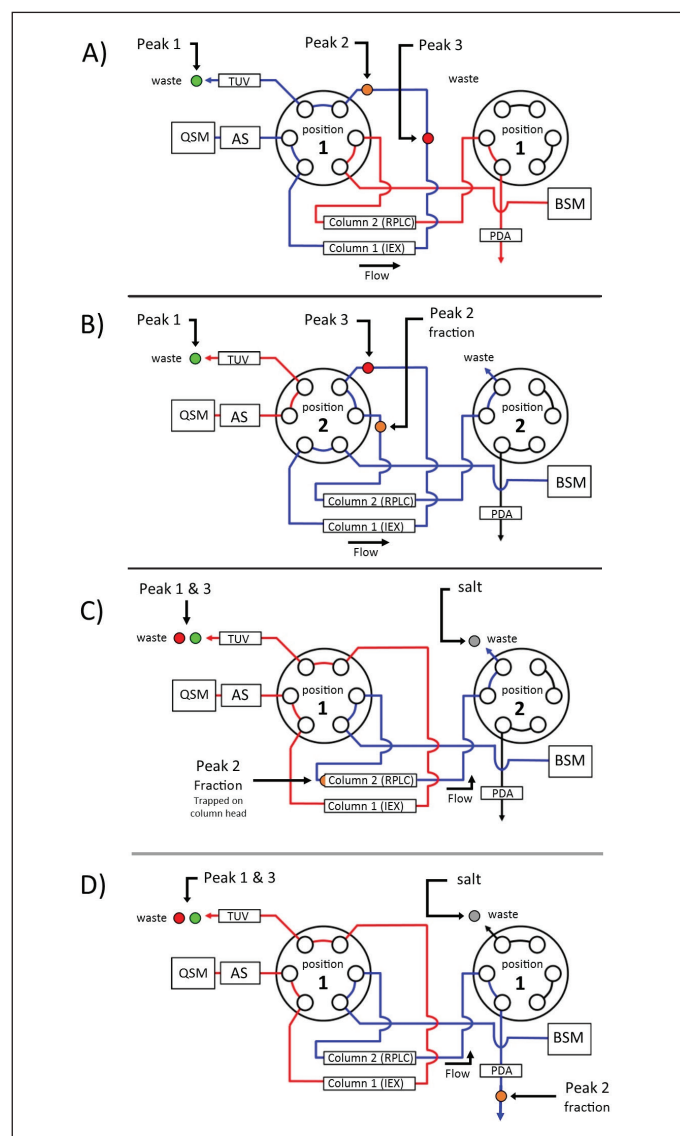 A)
Peak 1
Peak 2
Peak 3
waste
TUV
waste
QSM
AS
position
1
position
1
BSM
Column 2 (RPLC)
PDA
Column 1 (IEX)
Flow
B)
Peak 1
Peak 3
Peak 2
fraction
waste
TUV
waste
QSM
AS
position
2
position
2
BSM
Column 2 (RPLC)
PDA
Column 1 (IEX)
Flow
C)
Peak 1 & 3
salt
waste
TUV
waste
QSM
AS
position
1
position
2
BSM
Peak 2
Fraction
Trapped on
column head
Column 2 (RPLC)
Flow
PDA
Column 1 (IEX)
D)
Peak 1 & 3
salt
waste
TUV
waste
QSM
AS
position
1
position
1
BSM
Column 2 (RPLC)
Flow
PDA
Column 1 (IEX)
Peak 2
fraction